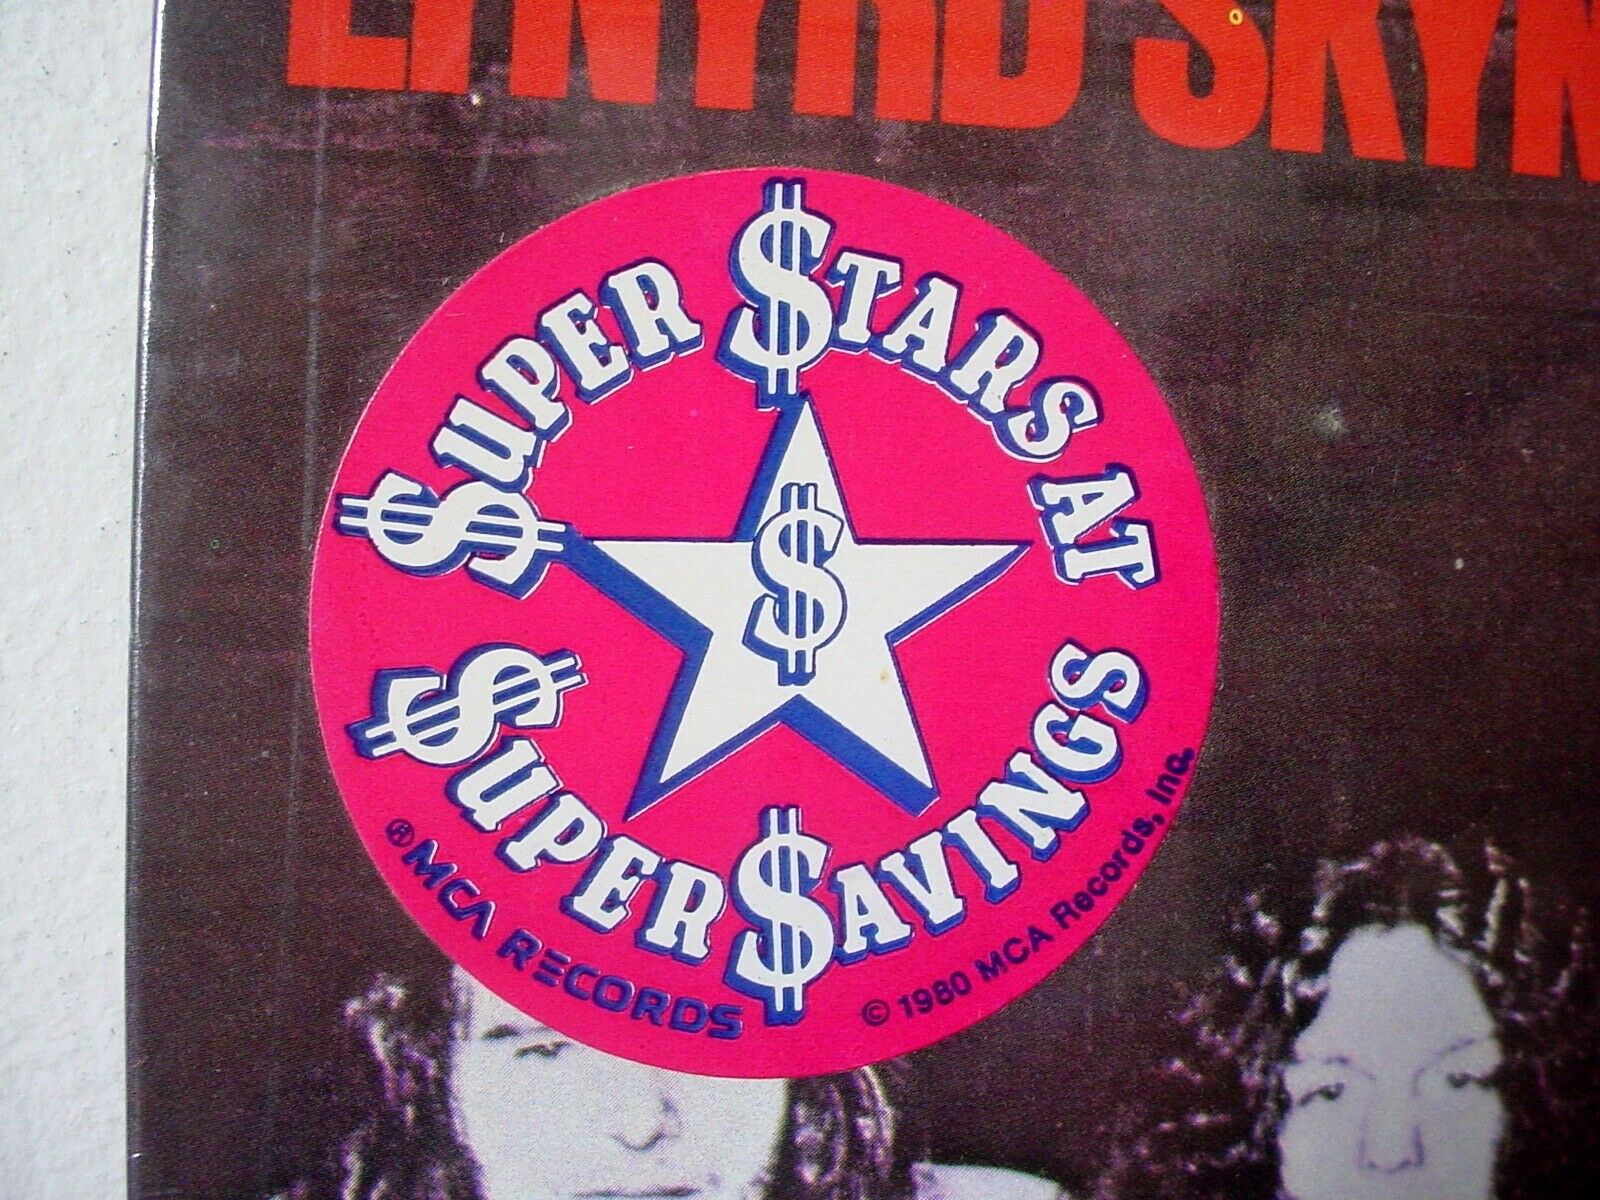 LYNYRD SKYN
$UPER $TARS AT
$UPER $AVINGS
$
® MCA RECORDS
© 1980 MCA Records, Inc.